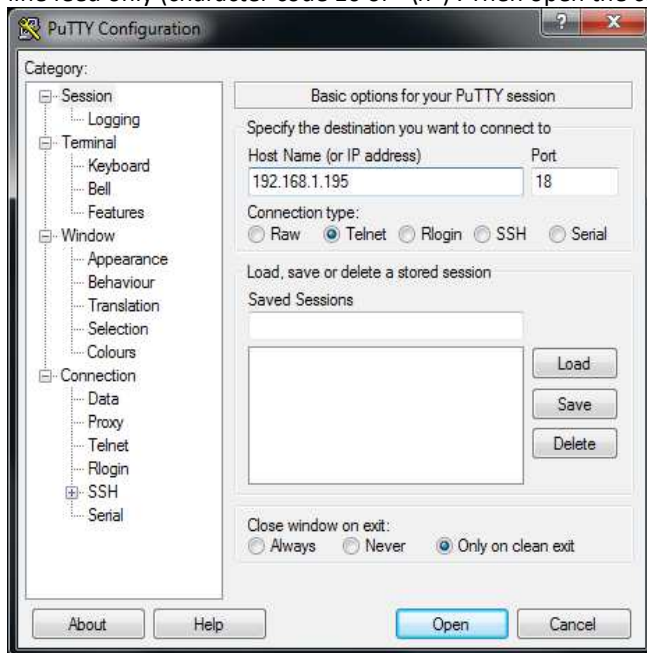 PuTTY Configuration
Category:
Session
Logging
Terminal
Keyboard
Bell
Features
Window
Appearance
Behaviour
Translation
Selection
Colours
Connection
Data
Proxy
Telnet
Rlogin
SSH
Serial
Basic options for your PuTTY session
Specify the destination you want to connect to
Host Name (or IP address) Port
192.168.1.195 18
Connection type:
Raw Telnet Rlogin SSH Serial
Load, save or delete a stored session
Saved Sessions
Load
Save
Delete
Close window on exit:
Always Never Only on clean exit
About Help Open Cancel